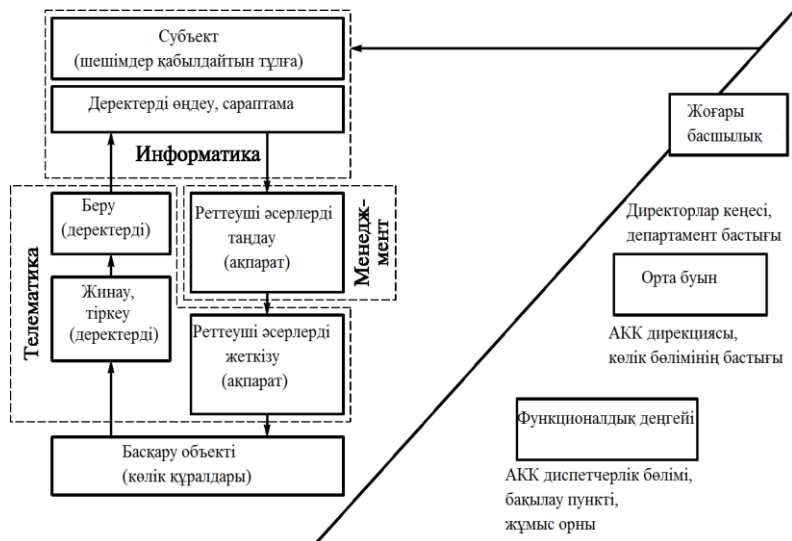 Субъект
(шешімдер қабылдайтын тұлға)
Деректерді өңдеу, сараптама
Информатика
Беру
(деректерді)
Жинау,
тіркеу
(деректерді)
Телематика
Реттеуші әсерлерді
таңдау
(ақпарат)
Менедж-
мент
Реттеуші әсерлерді
жеткізу
(ақпарат)
Басқару объекті
(көлік құралдары)
Жоғары
басшылық
Директорлар кеңесі,
департамент бастығы
Орта буын
АКК дирекциясы,
көлік бөлімінің бастығы
Функционалдық деңгейі
АКК диспетчерлік бөлімі,
бақылау пункті,
жұмыс орны